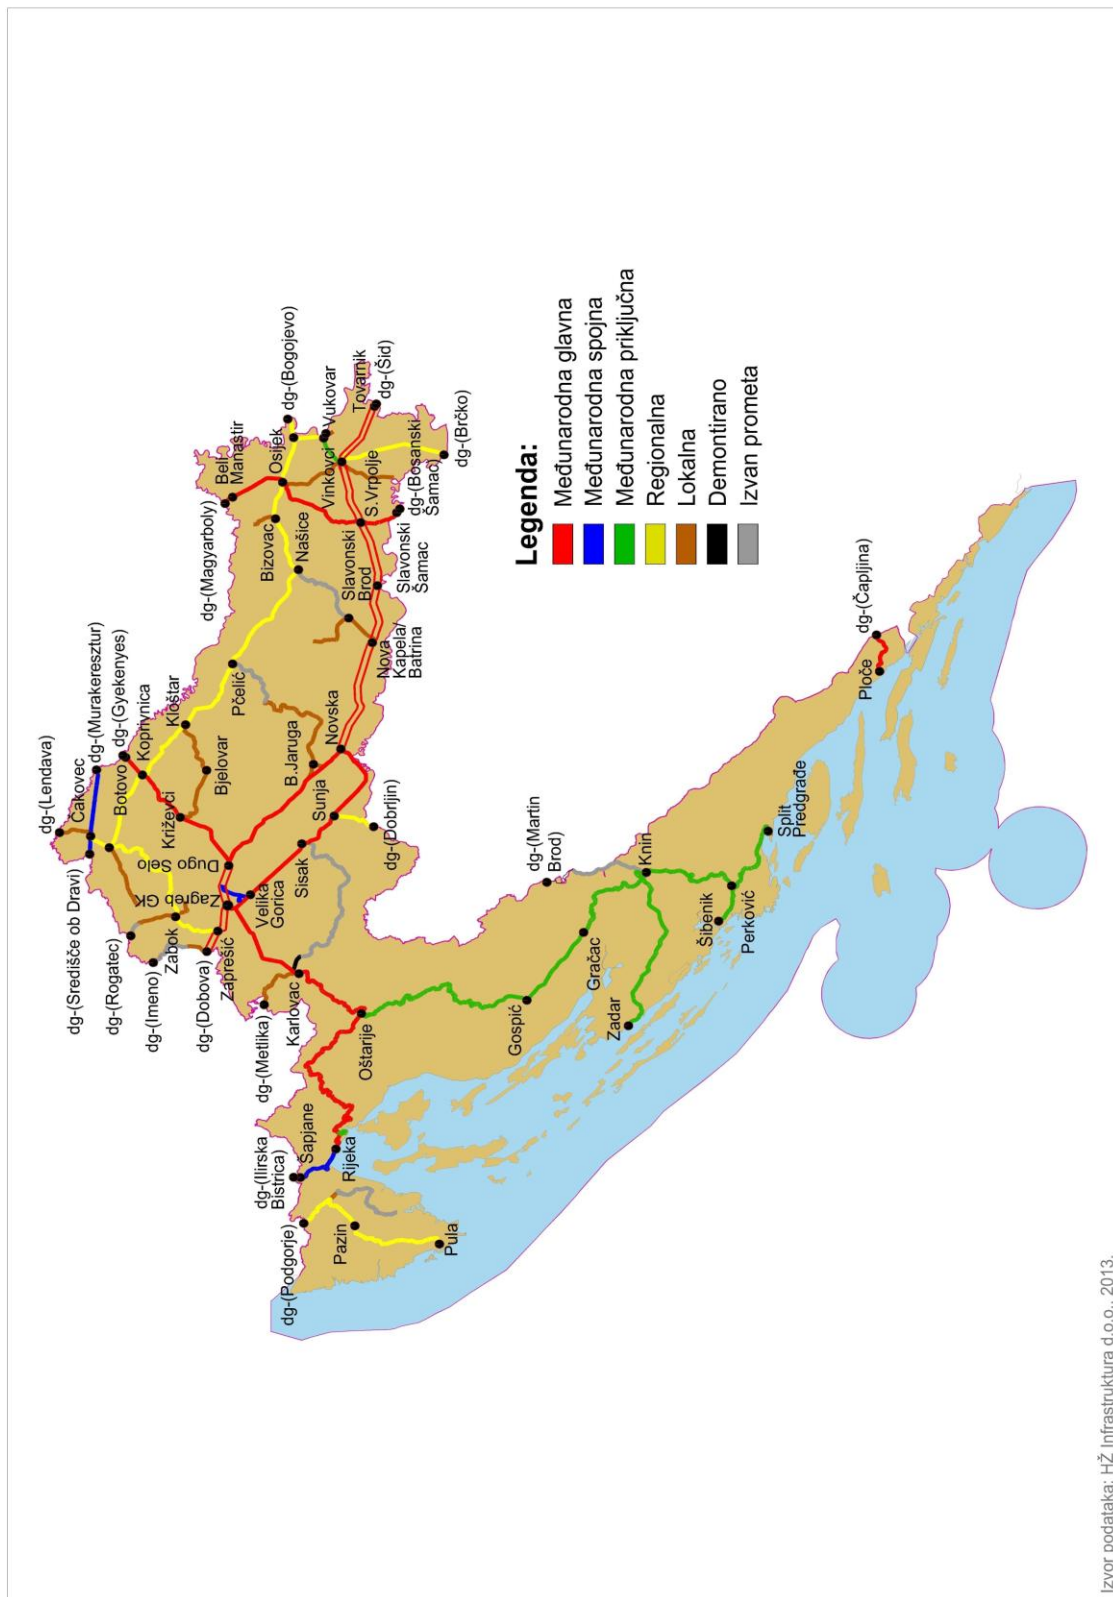 dg-(Lendava)
Čakovec
dg-(Murakeresztur)
dg-(Gyekenyes)
Botovo
Koprivnica
Kloštar
Križevci
Bjelovar
dg-(Središče ob Dravi)
dg-(Rogatec)
dg-(Imeno)
Zabok
dg-(Dobova)
Zaprešić
Zagreb GK
Dugo Selo
Velika
Gorica
Sisak
Sunja
dg-(Dobrljin)
B.Jaruga
Novska
Pčelić
dg-(Magyarboly)
Beli
Manastir
Bizovac
Našice
Osijek
dg-(Bogojevo)
Vukovar
Vinkovci
Tovarnik
dg-(Šid)
S.Vrpolje
dg-(Brčko)
dg-(Bosanski
Šamac)
Slavonski
Šamac
Slavonski
Brod
Nova
Kapela/
Batrina
dg-(Metlika)
Karlovac
Oštarije
dg-(Ilirska
Bistrica)
Šapjane
Rijeka
dg-(Podgorje)
Pazin
Pula
Gospić
Gračac
Zadar
dg-(Martin
Brod)
Knin
Šibenik
Perković
Split
Predgrađe
Ploče
dg-(Čapljina)
Legenda:
Međunarodna glavna
Međunarodna spojna
Međunarodna priključna
Regionalna
Lokalna
Demontirano
Izvan prometa
Izvor podataka: HŽ Infrastruktura d.o.o., 2013.